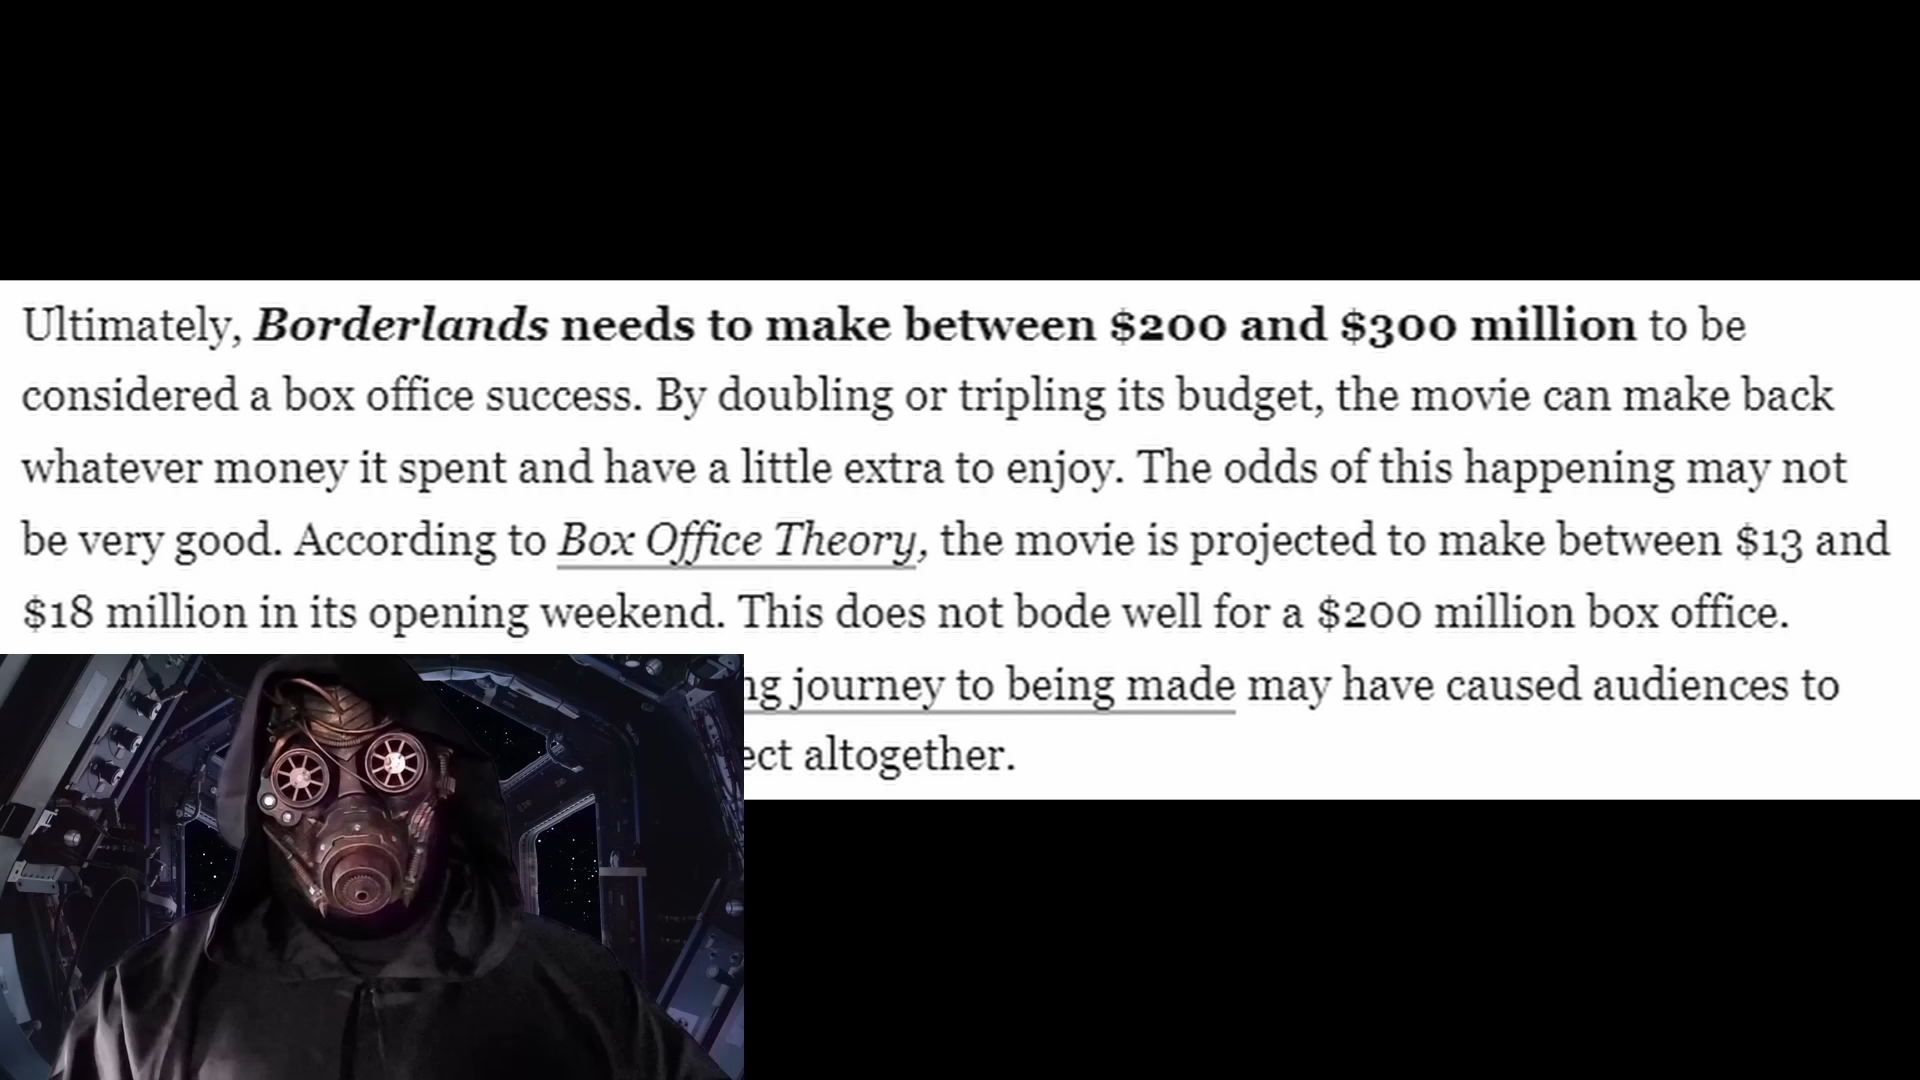 Ultimately, Borderlands needs to make between $200 and $300 million to be
considered a box office success. By doubling or tripling its budget, the movie can make back
whatever money it spent and have a little extra to enjoy. The odds of this happening may not
be very good. According to Box Office Theory, the movie is projected to make between $13 and
$18 million in its opening weekend. This does not bode well for a $200 million box office.
journey to being made may have caused audiences to
altogether.